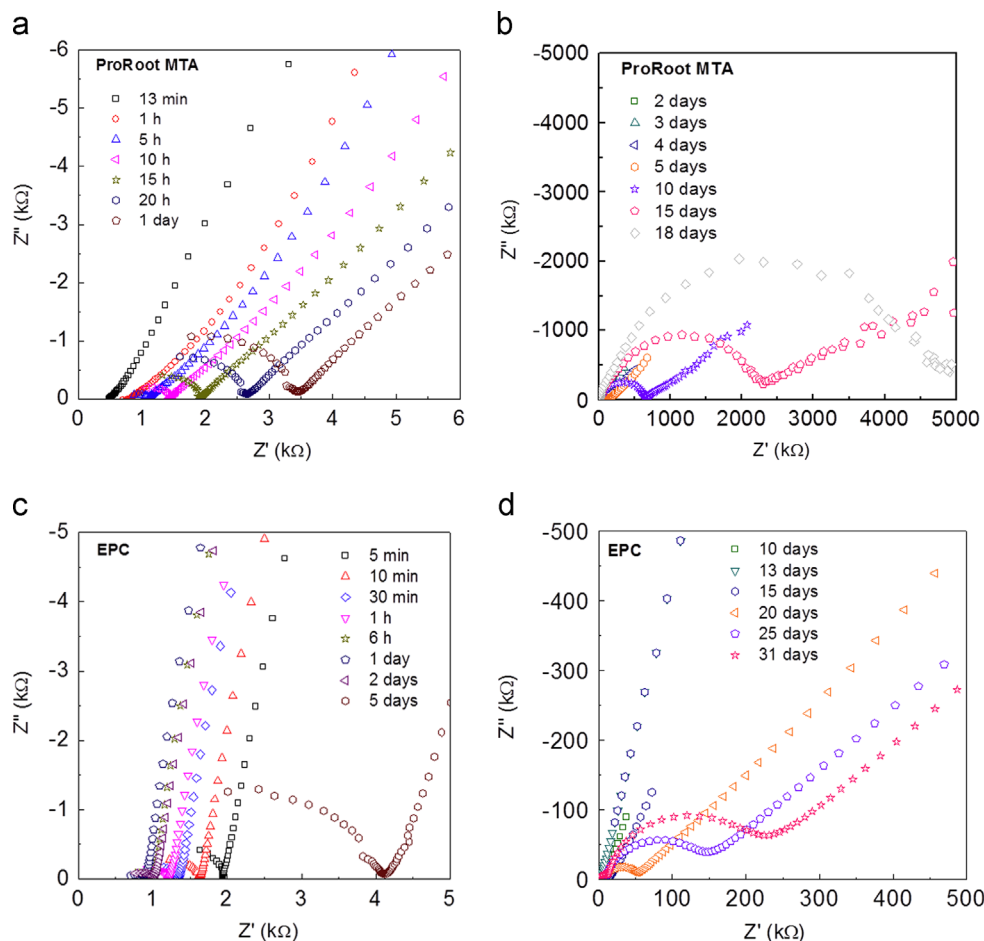 a
-6
-5
-4
-3
-2
-1
0
Z'' (kΩ)
ProRoot MTA
13 min
1 h
5 h
10 h
15 h
20 h
1 day
0 1 2 3 4 5 6
Z' (kΩ)
b
-5000
-4000
-3000
-2000
-1000
0
Z'' (kΩ)
ProRoot MTA
2 days
3 days
4 days
5 days
10 days
15 days
18 days
0 1000 2000 3000 4000 5000
Z' (kΩ)
c
-5
-4
-3
-2
-1
0
Z'' (kΩ)
EPC
5 min
10 min
30 min
1 h
6 h
1 day
2 days
5 days
0 1 2 3 4 5
Z' (kΩ)
d
-500
-400
-300
-200
-100
0
Z'' (kΩ)
EPC
10 days
13 days
15 days
20 days
25 days
31 days
0 100 200 300 400 500
Z' (kΩ)